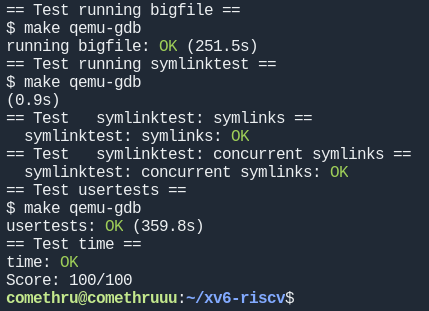 == Test running bigfile ==
$ make qemu-gdb
running bigfile: OK (251.5s)
== Test running symlinktest ==
$ make qemu-gdb
(0.9s)
== Test   symlinktest: symlinks ==
  symlinktest: symlinks: OK
== Test   symlinktest: concurrent symlinks ==
  symlinktest: concurrent symlinks: OK
== Test usertests ==
$ make qemu-gdb
usertests: OK (359.8s)
== Test time ==
time: OK
Score: 100/100
comethru@comethruuu:~/xv6-riscv$